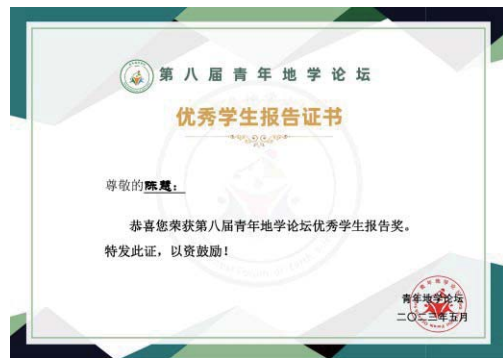 第八届青年地学论坛
优秀学生报告证书
尊敬的陈慧:
恭喜您荣获第八届青年地学论坛优秀学生报告奖。
特发此证，以资鼓励!
青年地学论坛
二〇二三年五月